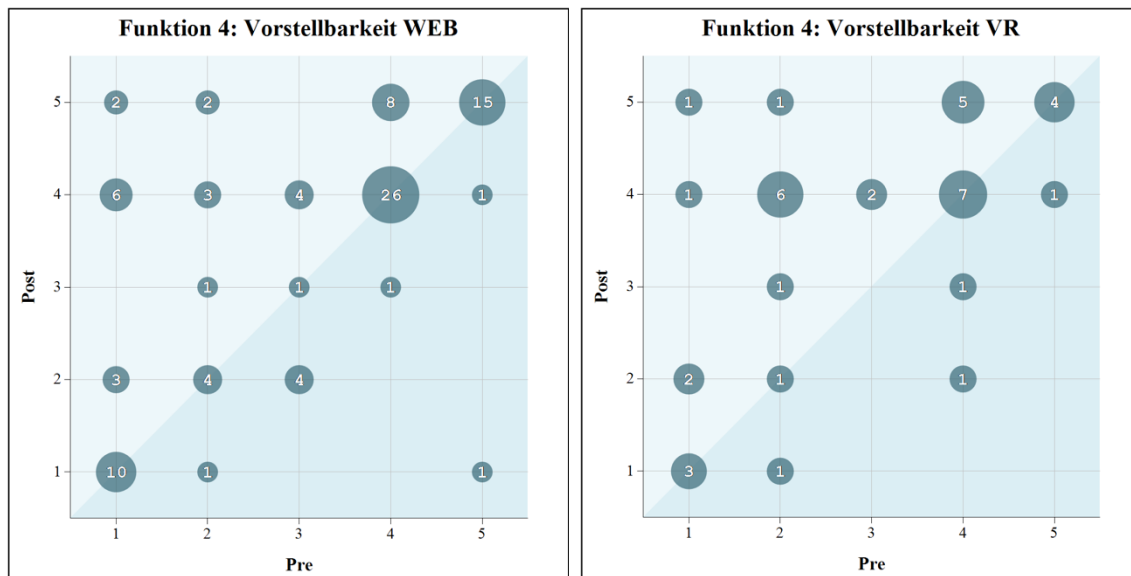 Funktion 4: Vorstellbarkeit WEB
5 2 2 8 15
4 6 3 4 26 1
3 1 1 1
2 3 4 4
1 10 1 1
1 2 3 4 5
Post
Pre
Funktion 4: Vorstellbarkeit VR
5 1 1 5 4
4 1 6 2 7 1
3 1 1
2 2 1 1
1 3 1
1 2 3 4 5
Post
Pre